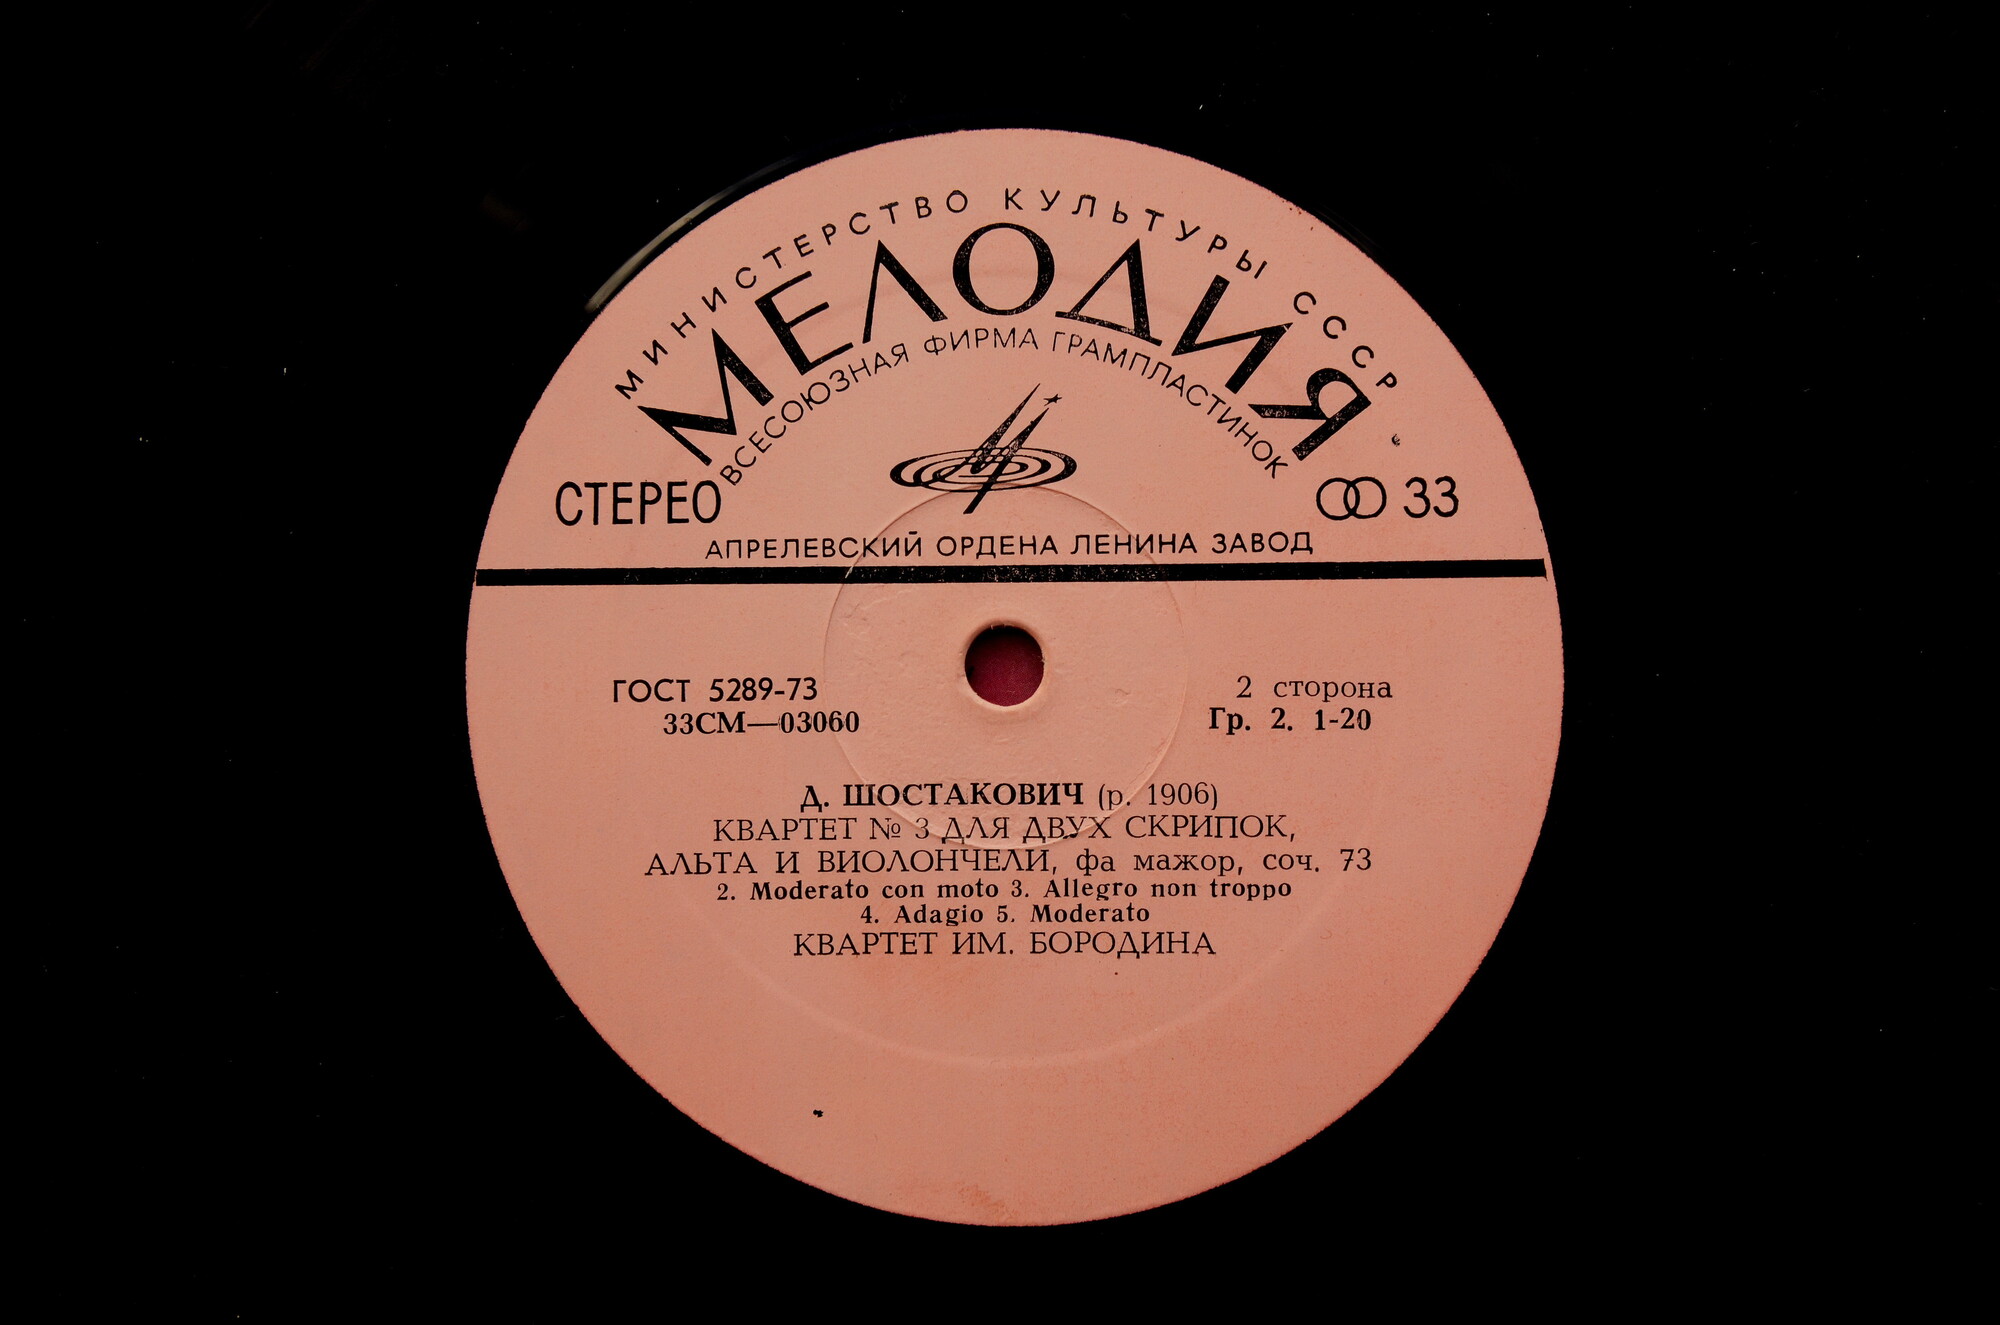 МИНИСТЕРСТВО КУЛЬТУРЫ СССР
МЕЛОДИЯ
ВСЕСОЮЗНАЯ ФИРМА ГРАМПЛАСТИНОК
СТЕРЕО
33
АПРЕЛЕВСКИЙ ОРДЕНА ЛЕНИНА ЗАВОД
ГОСТ 5289-73
33СМ—03060
2 сторона
Гр. 2. 1-20
Д. ШОСТАКОВИЧ (р. 1906)
КВАРТЕТ № 3 ДЛЯ ДВУХ СКРИПОК,
АЛЬТА И ВИОЛОНЧЕЛИ, фа мажор, соч. 73
2. Moderato con moto 3. Allegro non troppo
4. Adagio 5. Moderato
КВАРТЕТ ИМ. БОРОДИНА